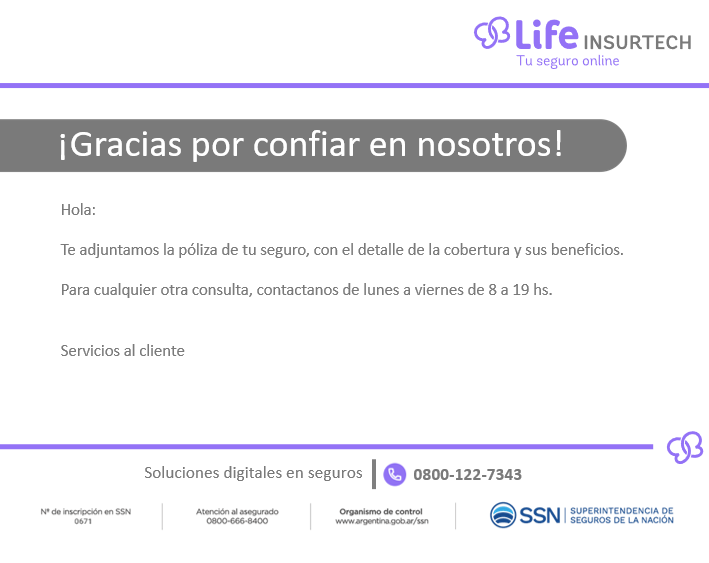 Life INSURTECH
Tu seguro online
¡Gracias por confiar en nosotros!
Hola:
Te adjuntamos la póliza de tu seguro, con el detalle de la cobertura y sus beneficios.
Para cualquier otra consulta, contactanos de lunes a viernes de 8 a 19 hs.
Servicios al cliente
Soluciones digitales en seguros
0800-122-7343
Nº de inscripción en SSN
0671
Atención al asegurado
0800-666-8400
Organismo de control
www.argentina.gob.ar/ssn
SSN
SUPERINTENDENCIA DE
SEGUROS DE LA NACIÓN